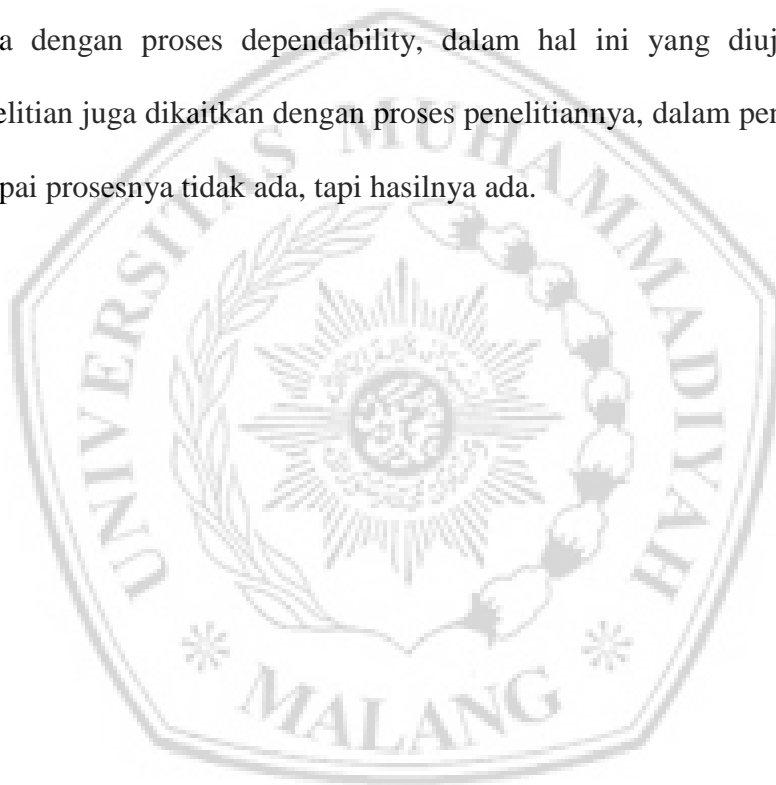 a dengan proses dependability, dalam hal ini yang diuj
elitian juga dikaitkan dengan proses penelitiannya, dalam per
pai prosesnya tidak ada, tapi hasilnya ada.
UNIVERSITAS MUHAMMADIYAH
MALANG